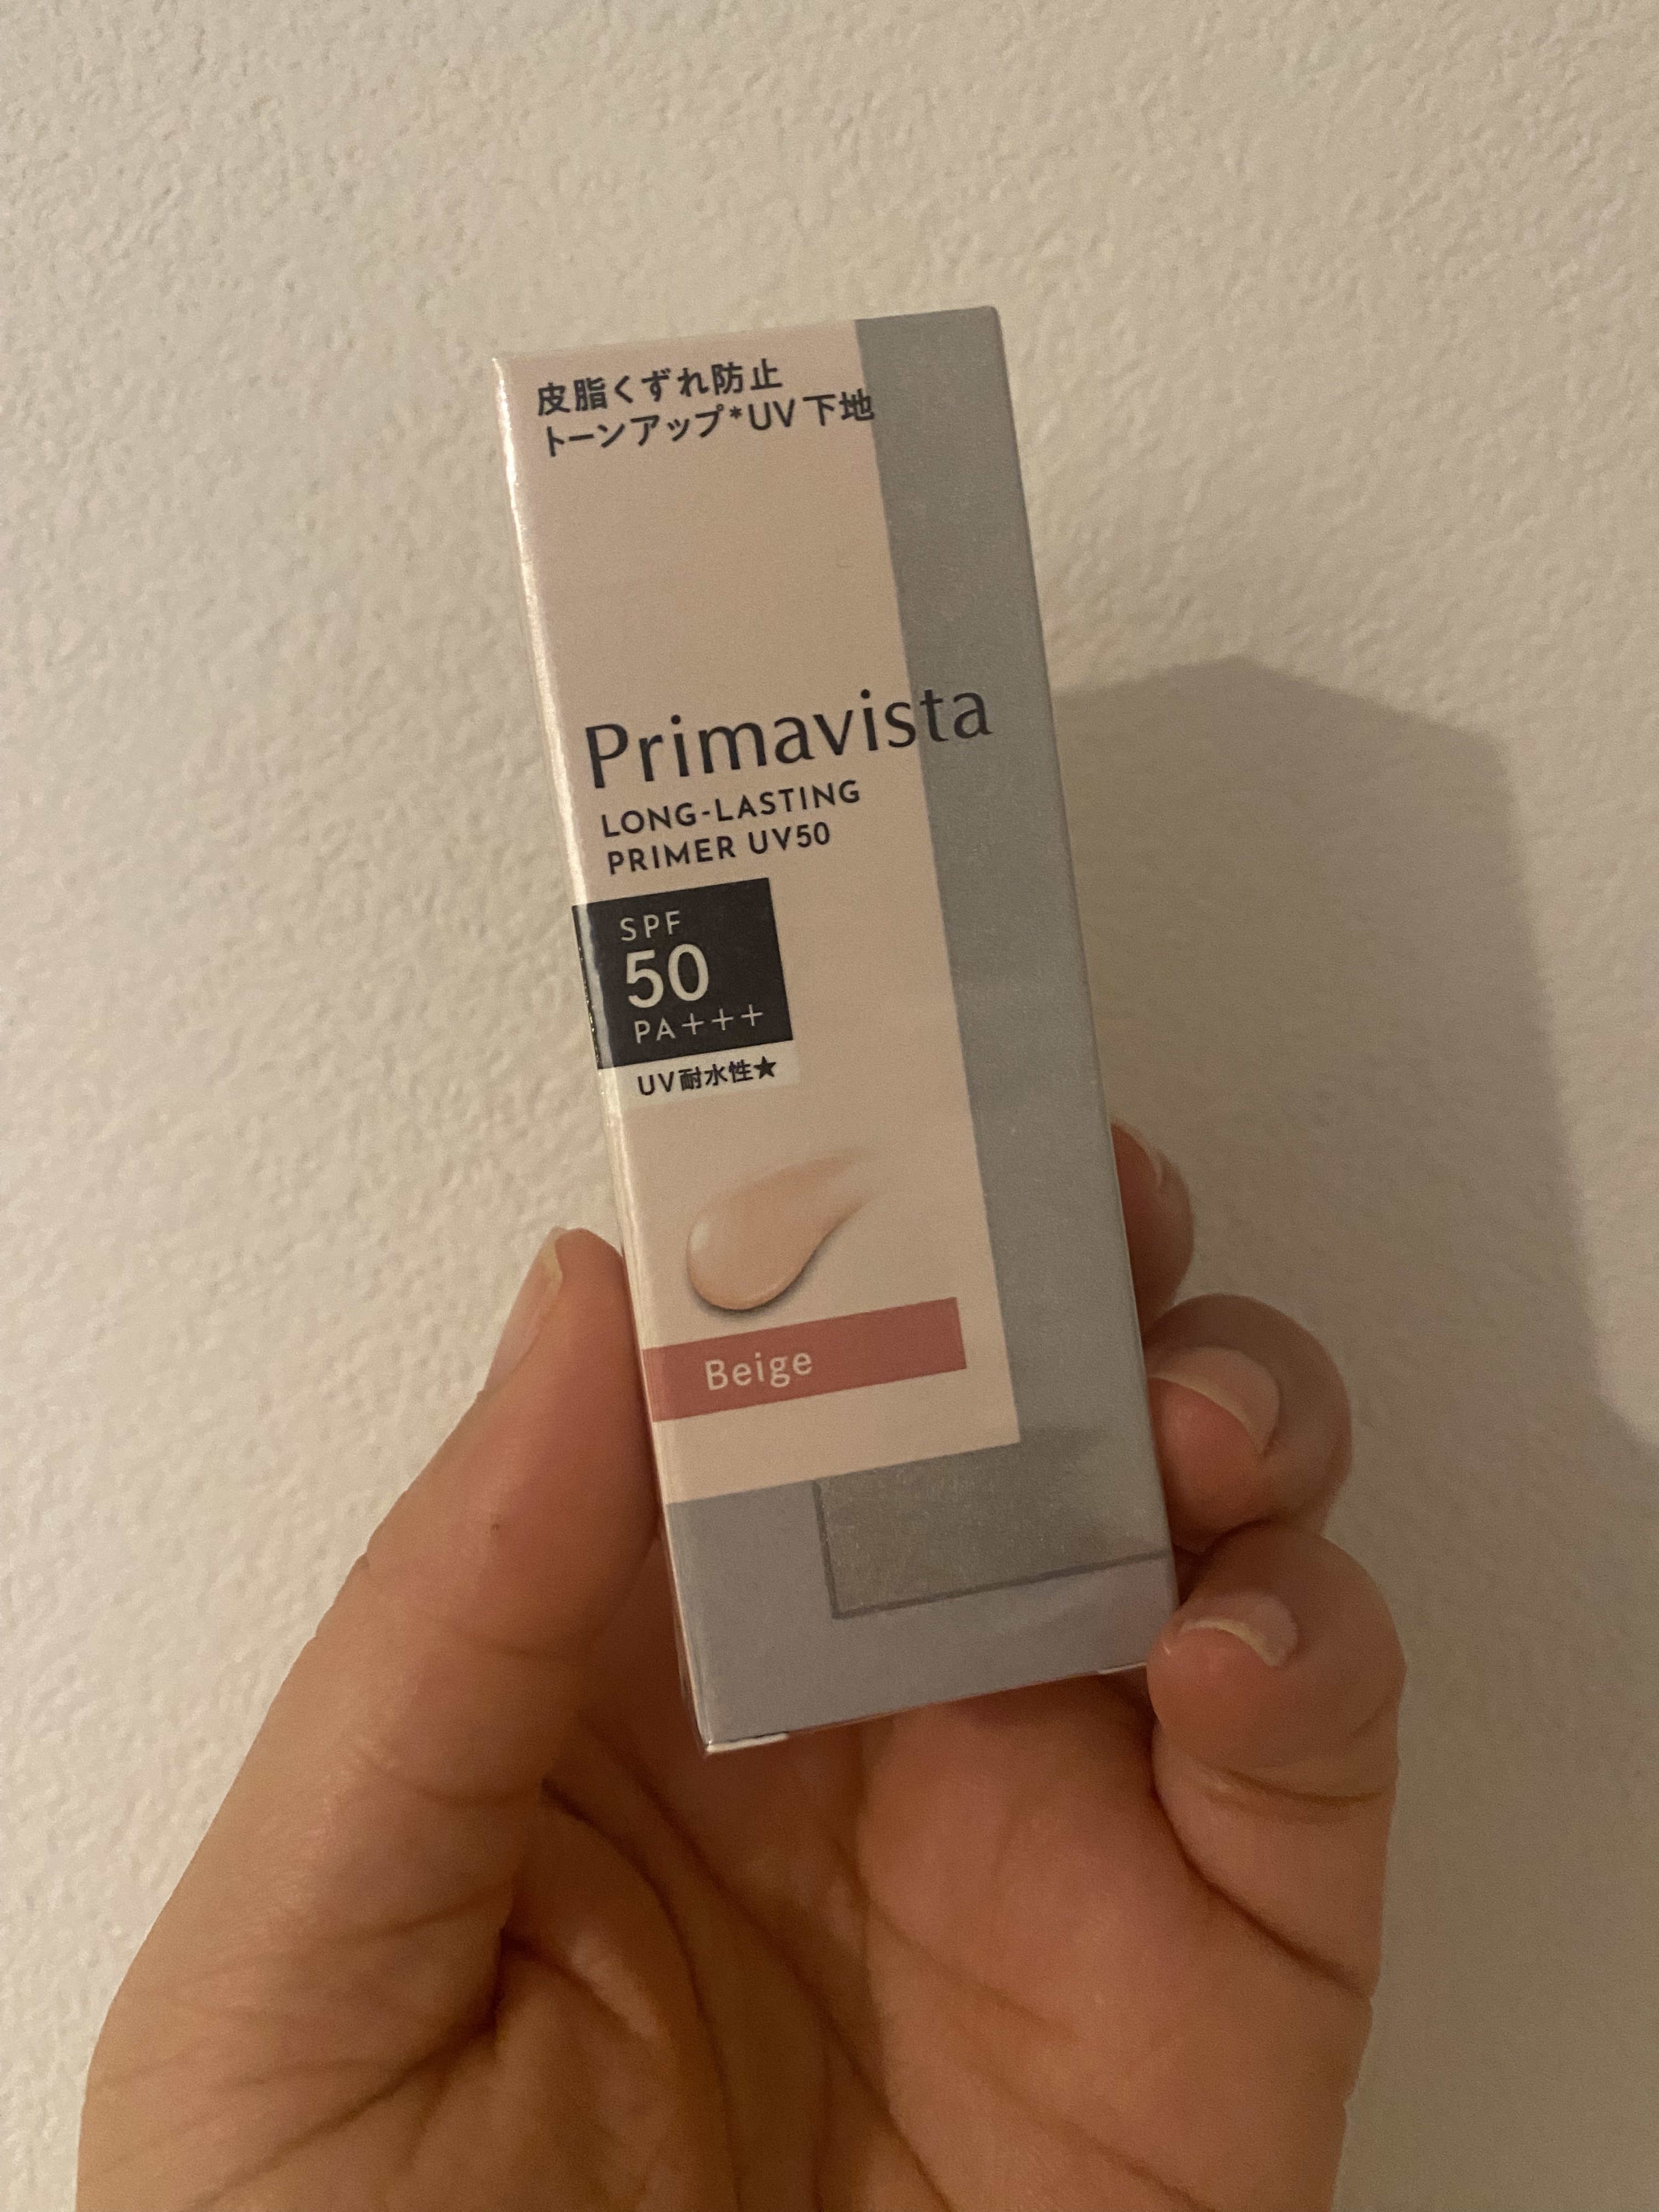 皮脂くずれ防止
トーンアップ*UV下地
Primavista
LONG-LASTING
PRIMER UV50
SPF
50
PA+++
UV耐水性★
Beige